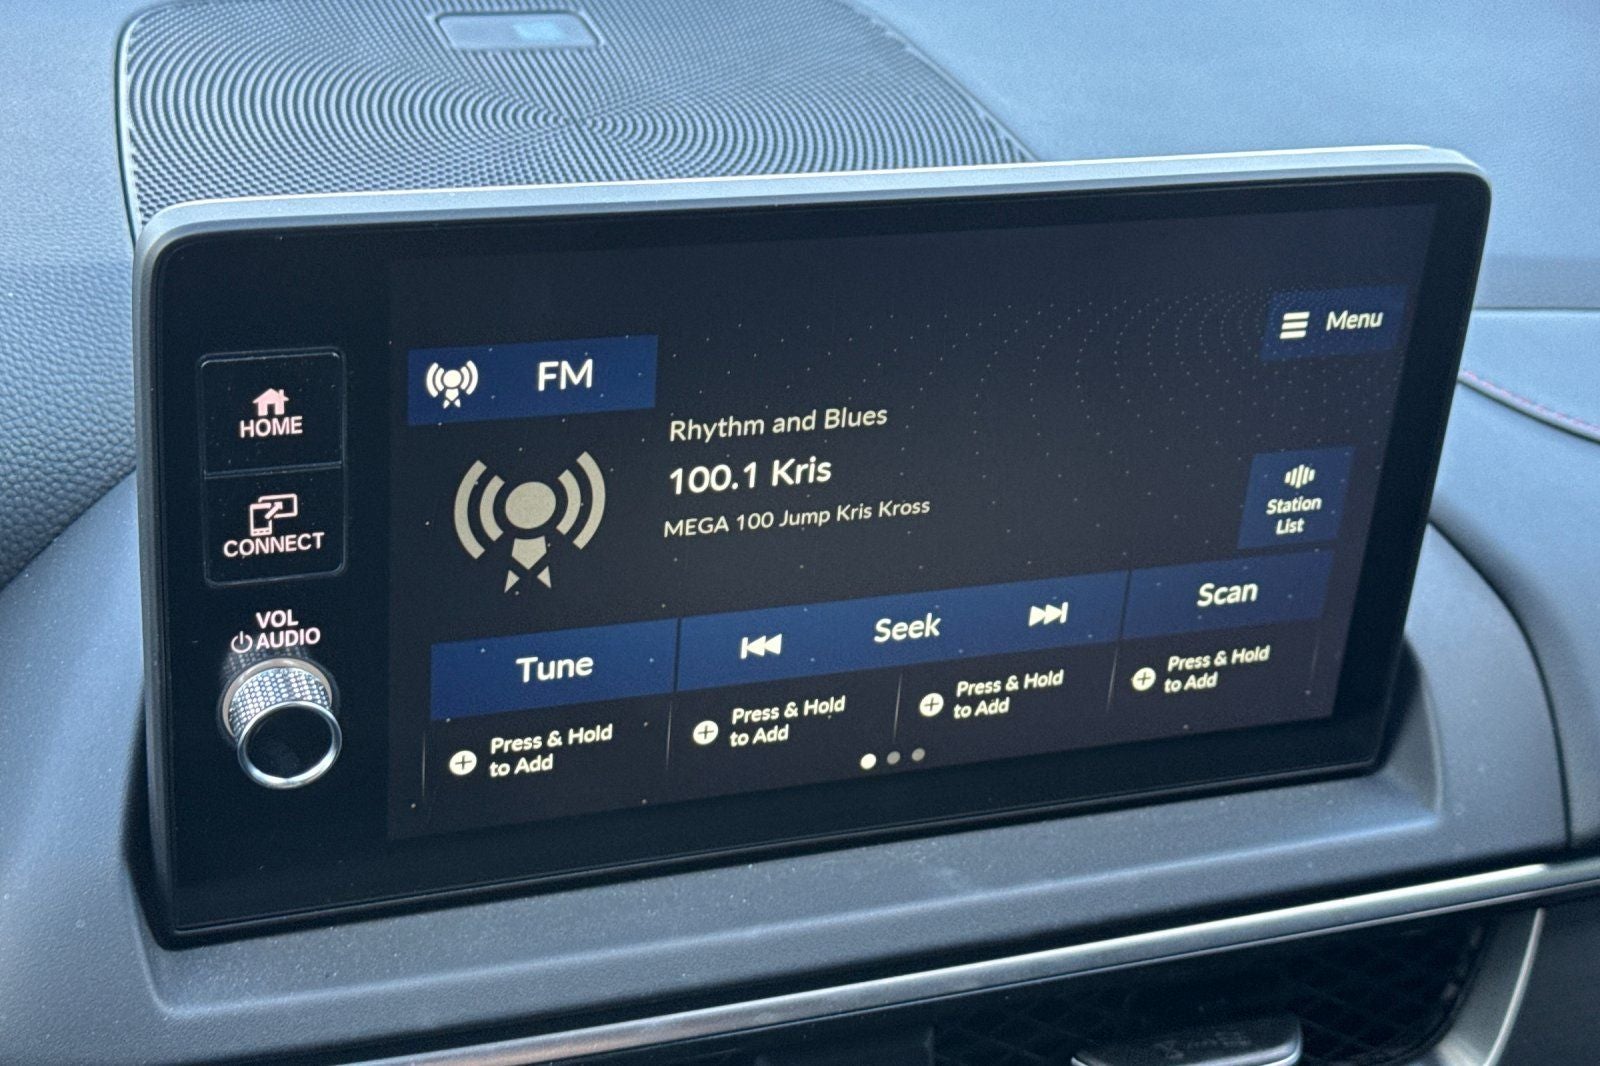 HOME
CONNECT
VOL
AUDIO
FM
Menu
Rhythm and Blues
100.1 Kris
MEGA 100 Jump Kris Kross
Station
List
Tune
Seek
Scan
Press & Hold
to Add
Press & Hold
to Add
Press & Hold
to Add
Press & Hold
to Add